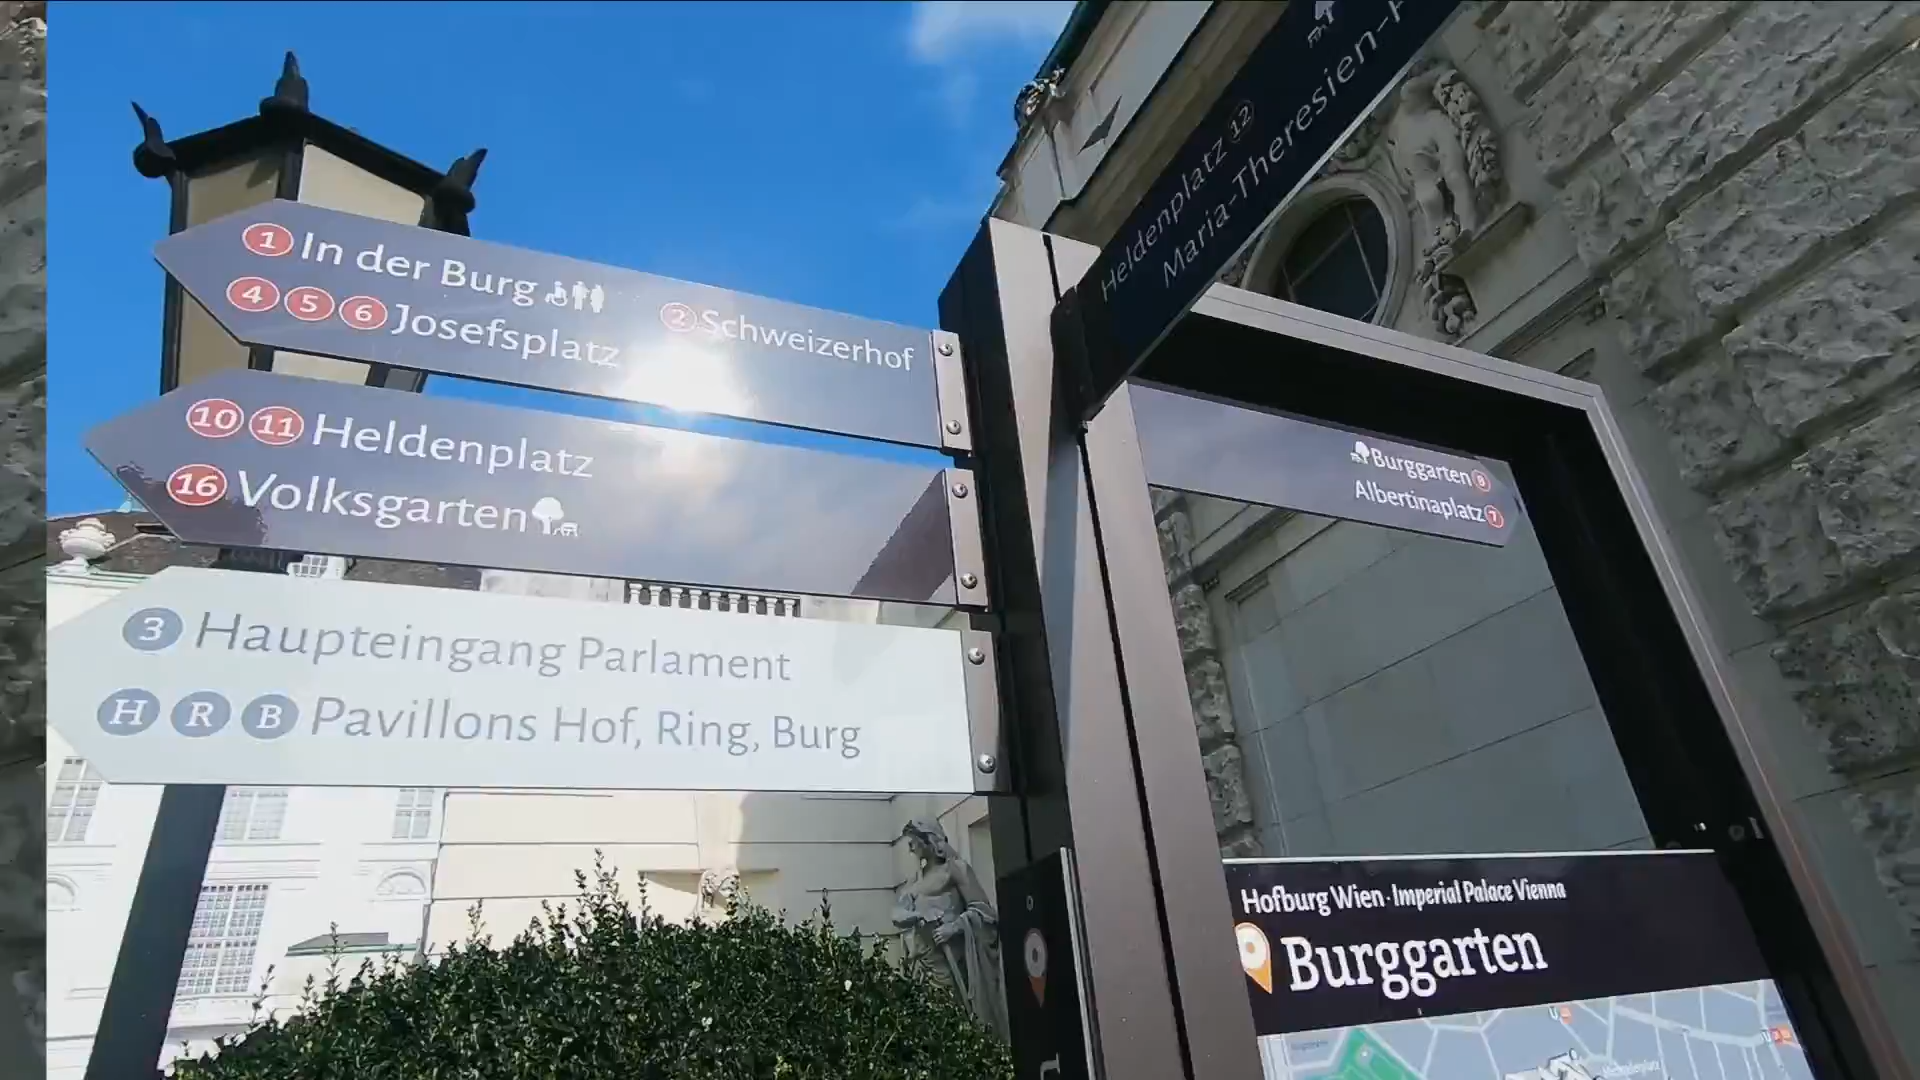 1 In der Burg
2 Schweizerhof
4 5 6 Josefsplatz
10 11 Heldenplatz
16 Volksgarten
3 Haupteingang Parlament
H R B Pavillons Hof, Ring, Burg
Heldenplatz 12
Maria-Theresien-
Burggarten 8
Albertinaplatz 7
Hofburg Wien · Imperial Palace Vienna
Burggarten